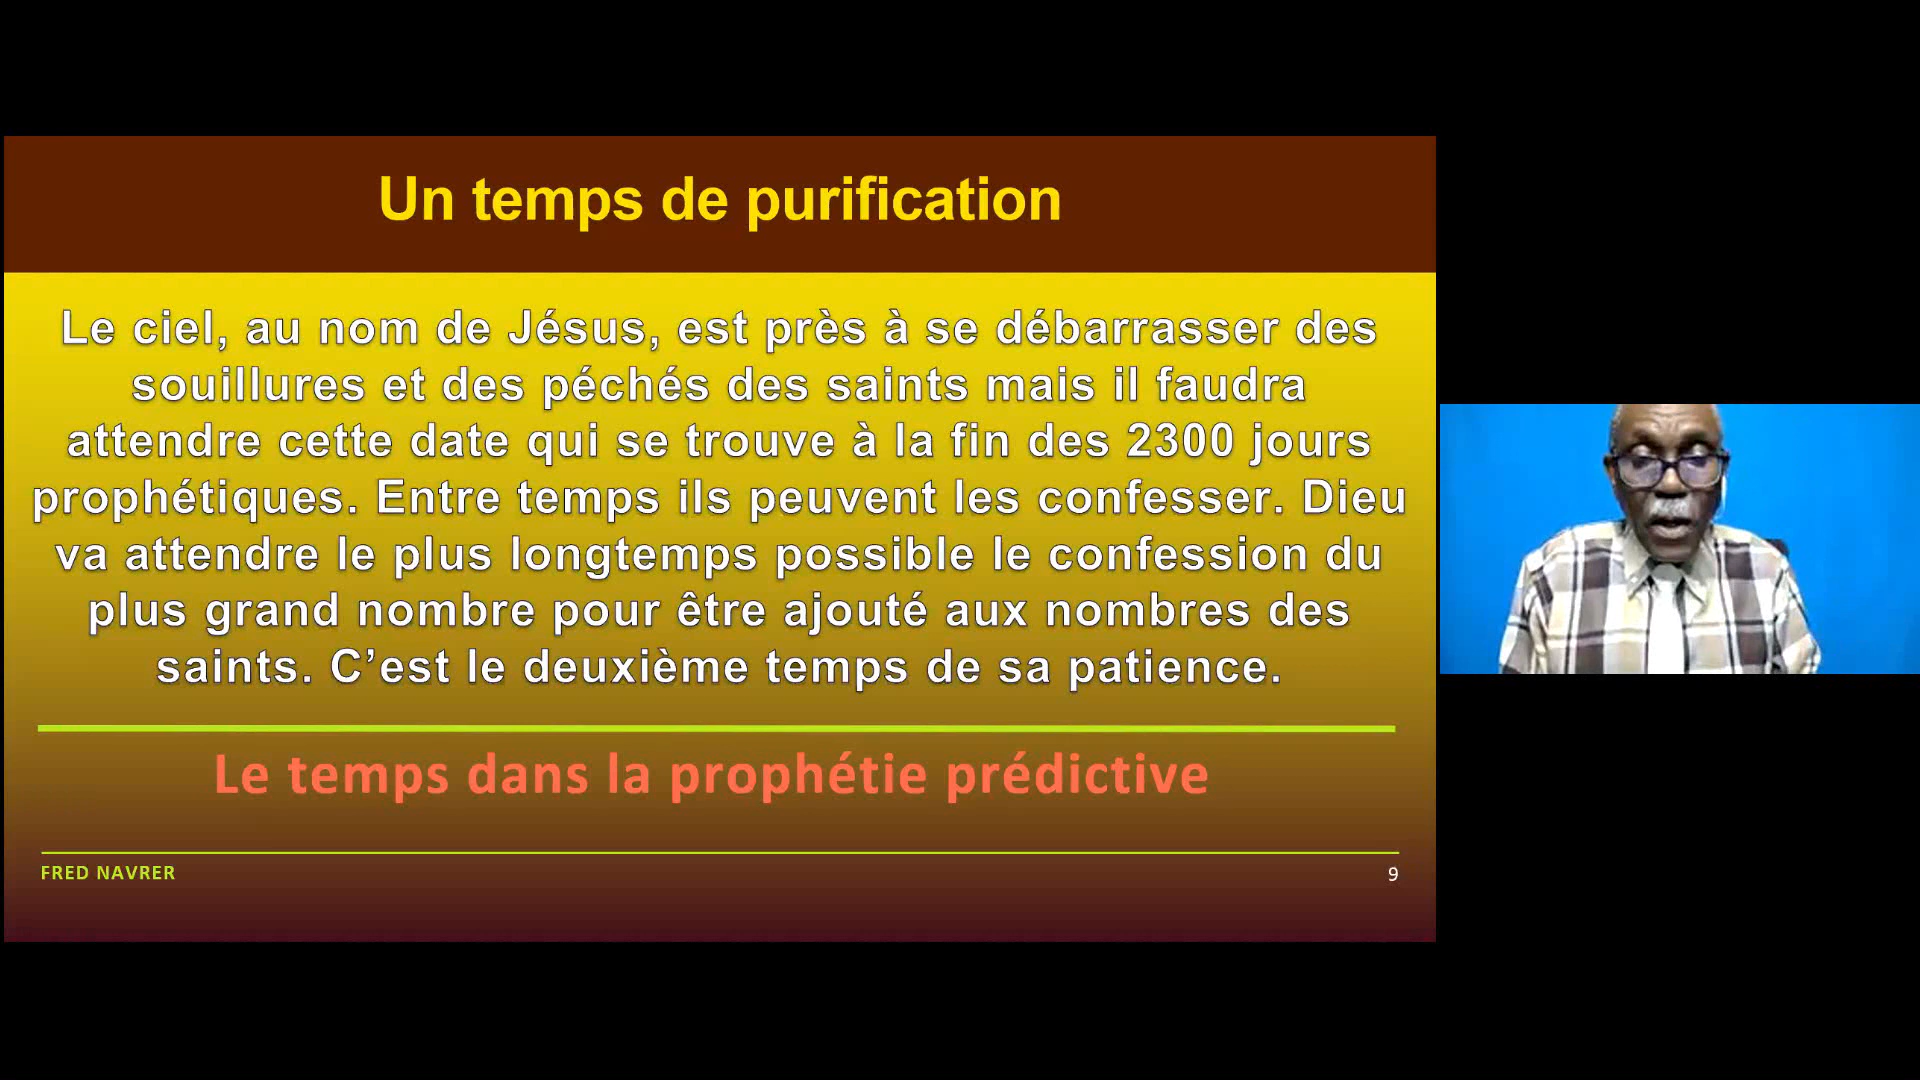 Un temps de purification
Le ciel, au nom de Jésus, est près à se débarrasser des
souillures et des péchés des saints mais il faudra
attendre cette date qui se trouve à la fin des 2300 jours
prophétiques. Entre temps ils peuvent les confesser. Dieu
va attendre le plus longtemps possible le confession du
plus grand nombre pour être ajouté aux nombres des
saints. C’est le deuxième temps de sa patience.
Le temps dans la prophétie prédictive
FRED NAVRER
9